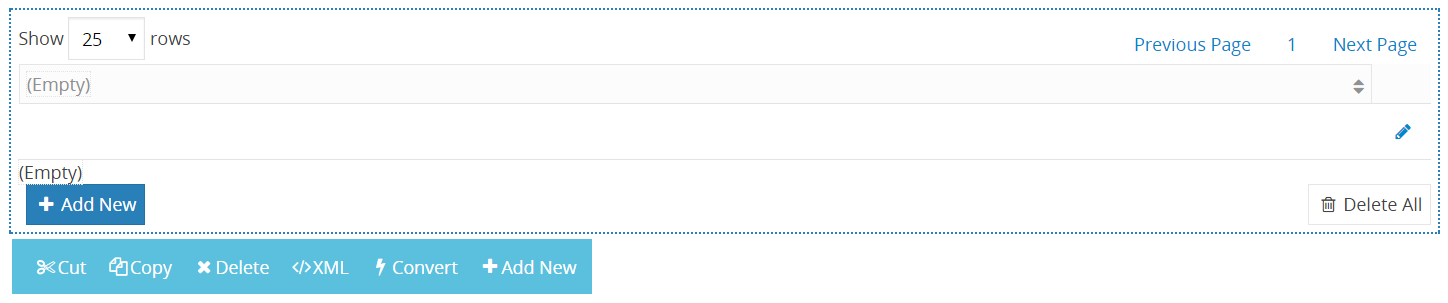 Show 25 rows
Previous Page 1 Next Page
(Empty)
(Empty)
Add New Delete All
Cut Copy Delete </>XML Convert Add New